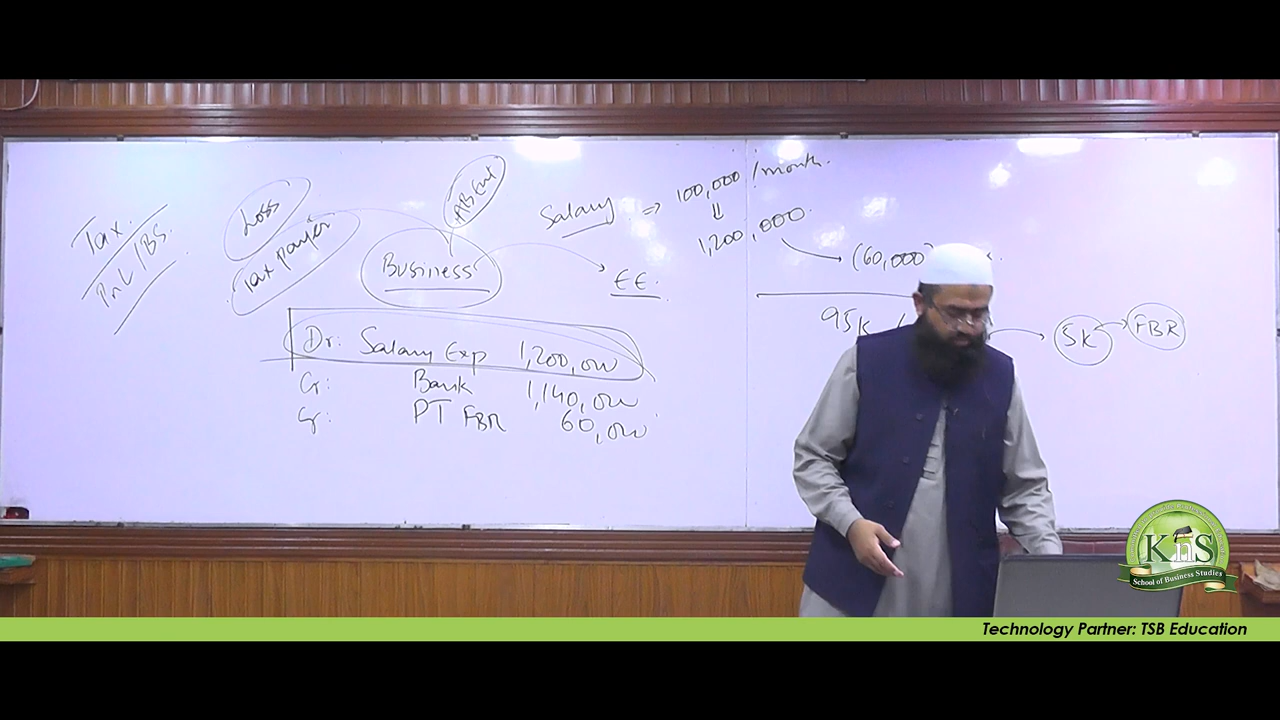 Tax
PnL/BS.
Loss
Tax payer
Business
Salary ⇒ 100,000/month.
1,200,000.
(60,000)
EE.
95K
5K
FBR
Dr: Salary Exp 1,200,000
Cr: Bank 1,140,000
Cr: PT FBR 60,000
KnS
School of Business Studies
Technology Partner: TSB Education